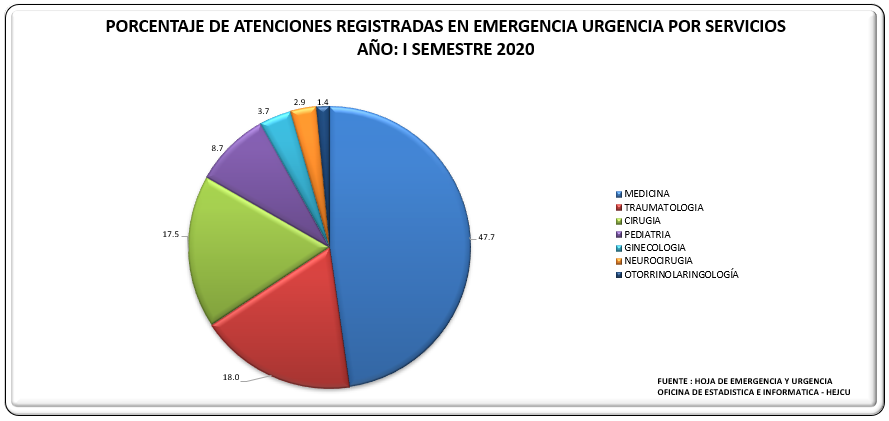 PORCENTAJE DE ATENCIONES REGISTRADAS EN EMERGENCIA URGENCIA POR SERVICIOS
AÑO: I SEMESTRE 2020
2.9
1.4
3.7
8.7
17.5
47.7
18.0
MEDICINA
TRAUMATOLOGIA
CIRUGIA
PEDIATRIA
GINECOLOGIA
NEUROCIRUGIA
OTORRINOLARINGOLOGÍA
FUENTE : HOJA DE EMERGENCIA Y URGENCIA
OFICINA DE ESTADISTICA E INFORMATICA - HEJCU